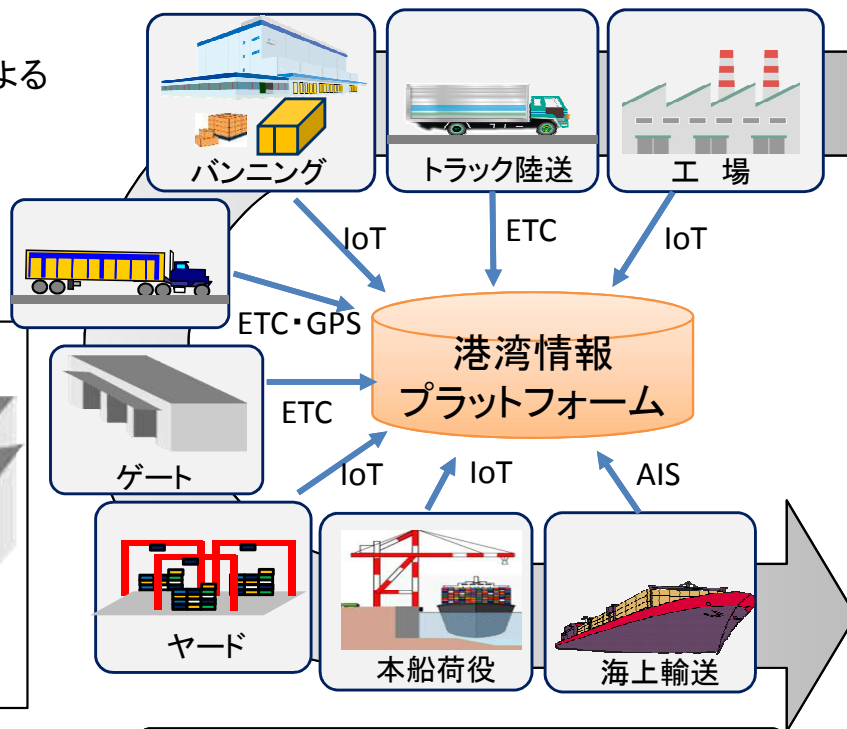 よる
バンニング
トラック陸送
工 場
IoT
ETC
IoT
ETC・GPS
港湾情報
プラットフォーム
ETC
ゲート
IoT
IoT
AIS
ヤード
本船荷役
海上輸送